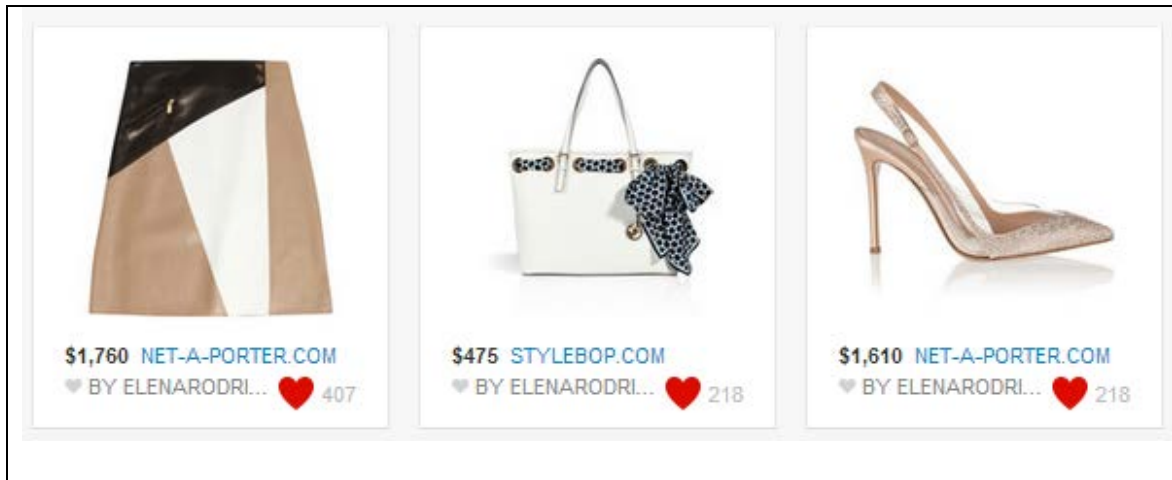 $1,760 NET-A-PORTER.COM
BY ELENARODRI... 407
$475 STYLEBOP.COM
BY ELENARODRI... 218
$1,610 NET-A-PORTER.COM
BY ELENARODRI... 218